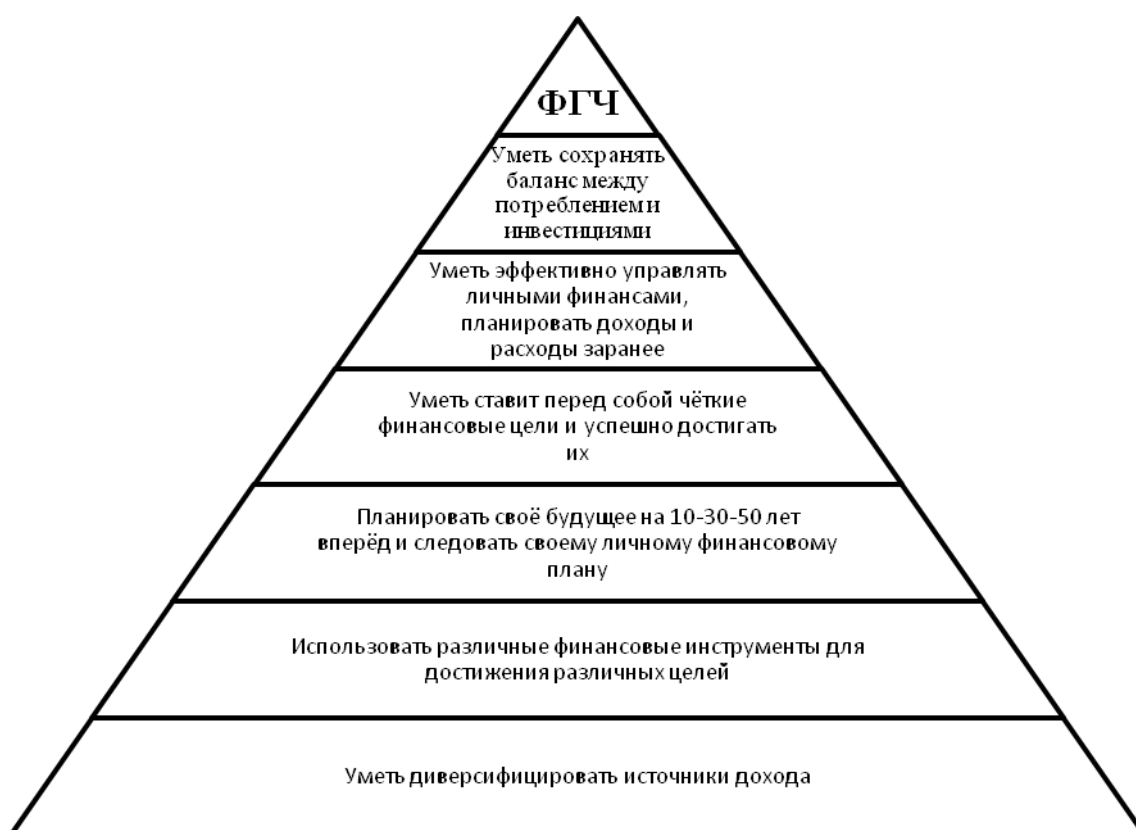 ФГЧ
Уметь сохранять
баланс между
потреблением и
инвестициями
Уметь эффективно управлять
личными финансами,
планировать доходы и
расходы заранее
Уметь ставит перед собой чёткие
финансовые цели и успешно достигать
их
Планировать своё будущее на 10-30-50 лет
вперёд и следовать своему личному финансовому
плану
Использовать различные финансовые инструменты для
достижения различных целей
Уметь диверсифицировать источники дохода